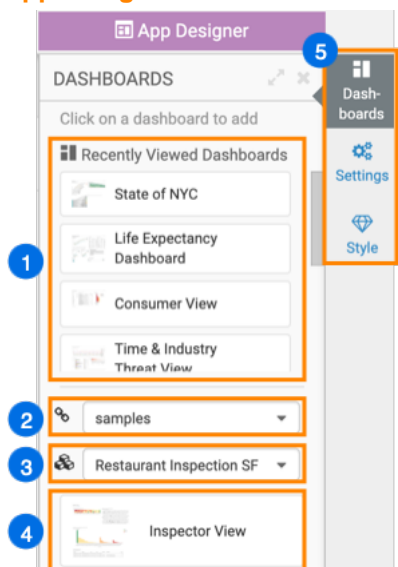 App Designer
5
DASHBOARDS
Dash-
boards
Click on a dashboard to add
Recently Viewed Dashboards
State of NYC
Settings
Life Expectancy
Dashboard
Style
1
Consumer View
Time & Industry
Threat View
2
samples
3
Restaurant Inspection SF
4
Inspector View